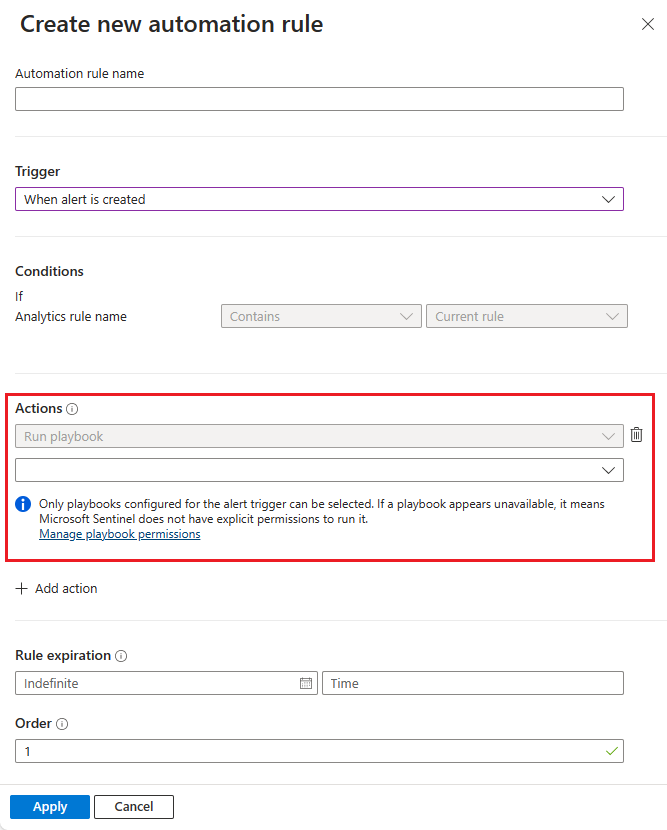 Create new automation rule
Automation rule name
Trigger
When alert is created
Conditions
If
Analytics rule name
Contains
Current rule
Actions
Run playbook
Only playbooks configured for the alert trigger can be selected. If a playbook appears unavailable, it means
Microsoft Sentinel does not have explicit permissions to run it.
Manage playbook permissions
+ Add action
Rule expiration
Indefinite
Time
Order
1
Apply
Cancel